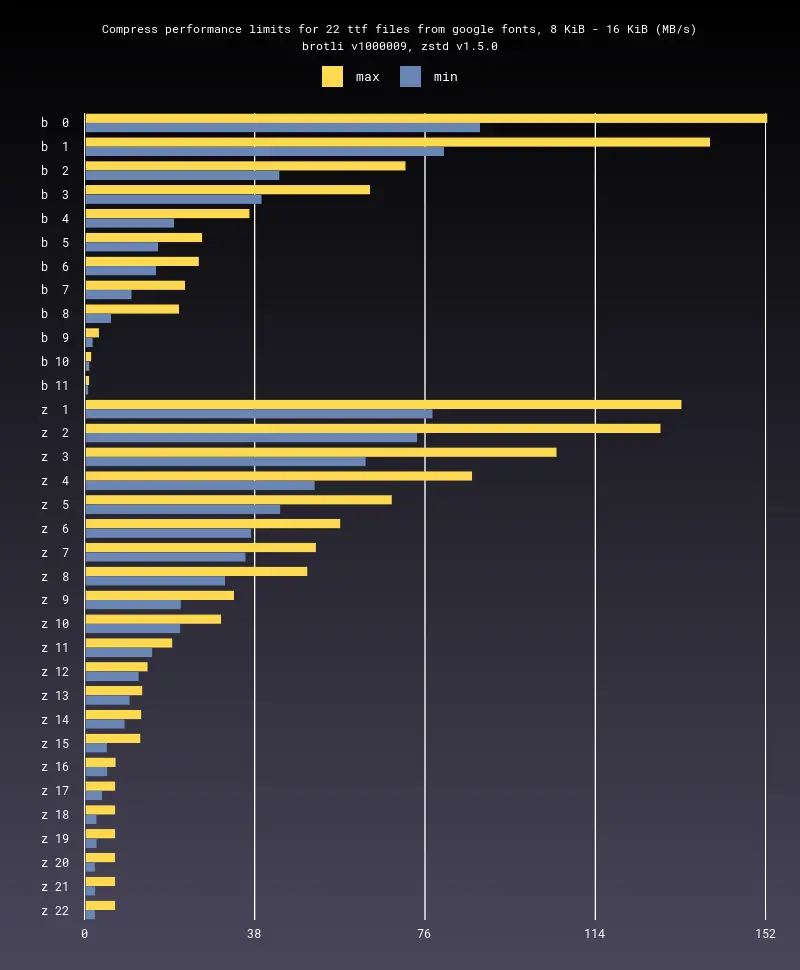 Compress performance limits for 22 ttf files from google fonts, 8 KiB - 16 KiB (MB/s)
brotli v1000009, zstd v1.5.0
max min
b 0
b 1
b 2
b 3
b 4
b 5
b 6
b 7
b 8
b 9
b 10
b 11
z 1
z 2
z 3
z 4
z 5
z 6
z 7
z 8
z 9
z 10
z 11
z 12
z 13
z 14
z 15
z 16
z 17
z 18
z 19
z 20
z 21
z 22
0 38 76 114 152